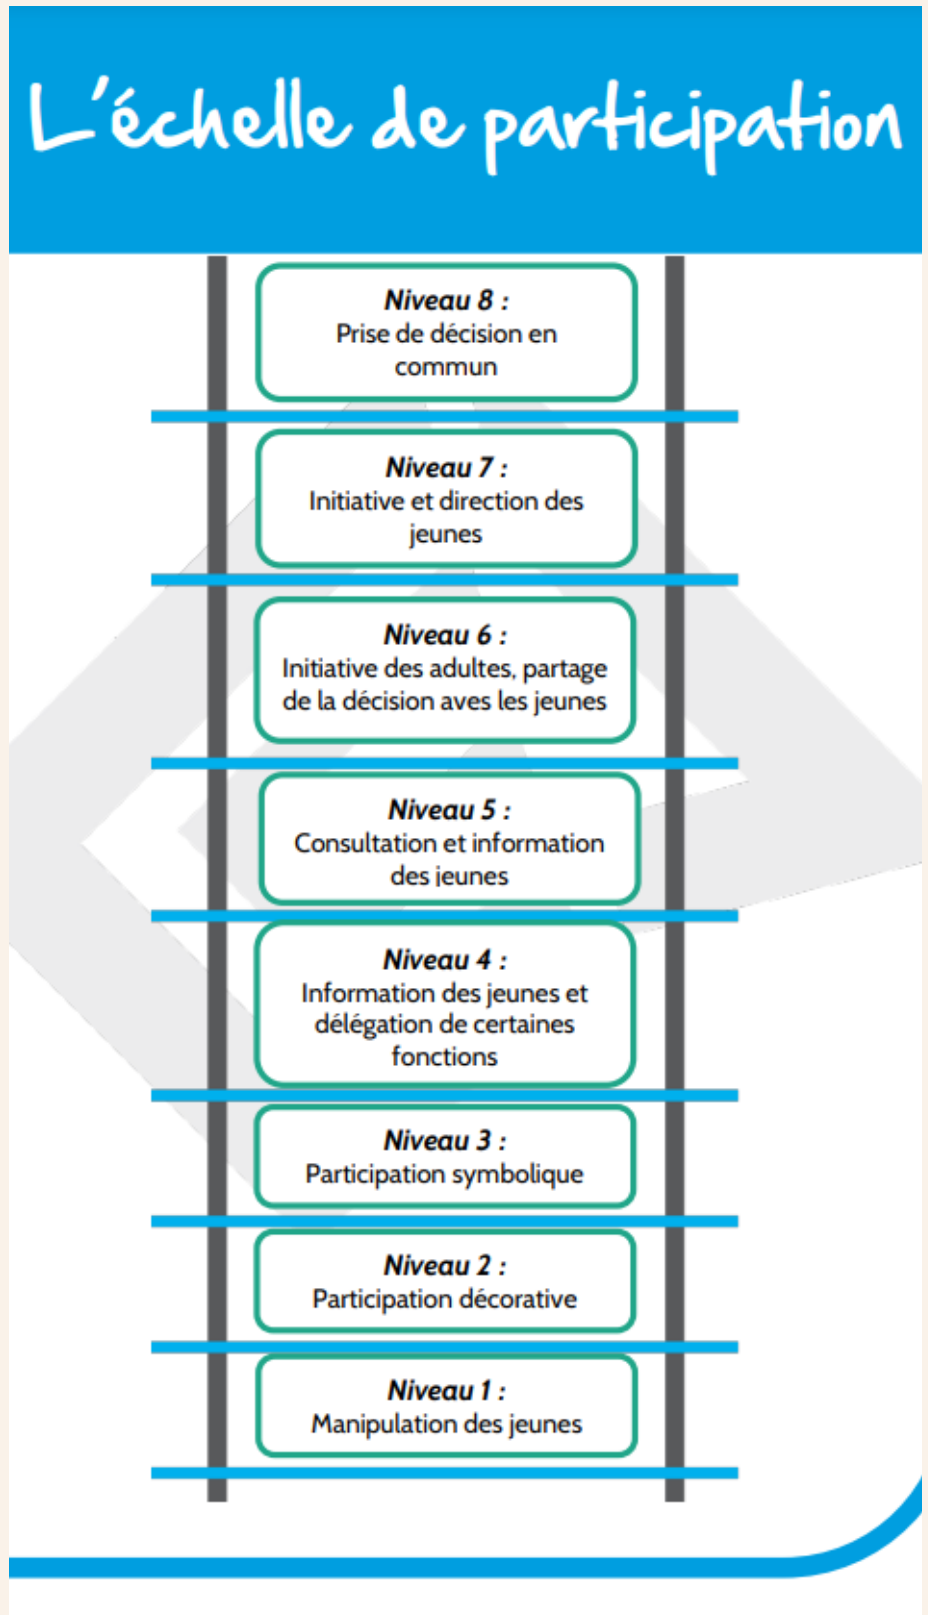 L'échelle de participation
Niveau 8 :
Prise de décision en
commun
Niveau 7 :
Initiative et direction des
jeunes
Niveau 6 :
Initiative des adultes, partage
de la décision aves les jeunes
Niveau 5 :
Consultation et information
des jeunes
Niveau 4 :
Information des jeunes et
délégation de certaines
fonctions
Niveau 3 :
Participation symbolique
Niveau 2 :
Participation décorative
Niveau 1 :
Manipulation des jeunes